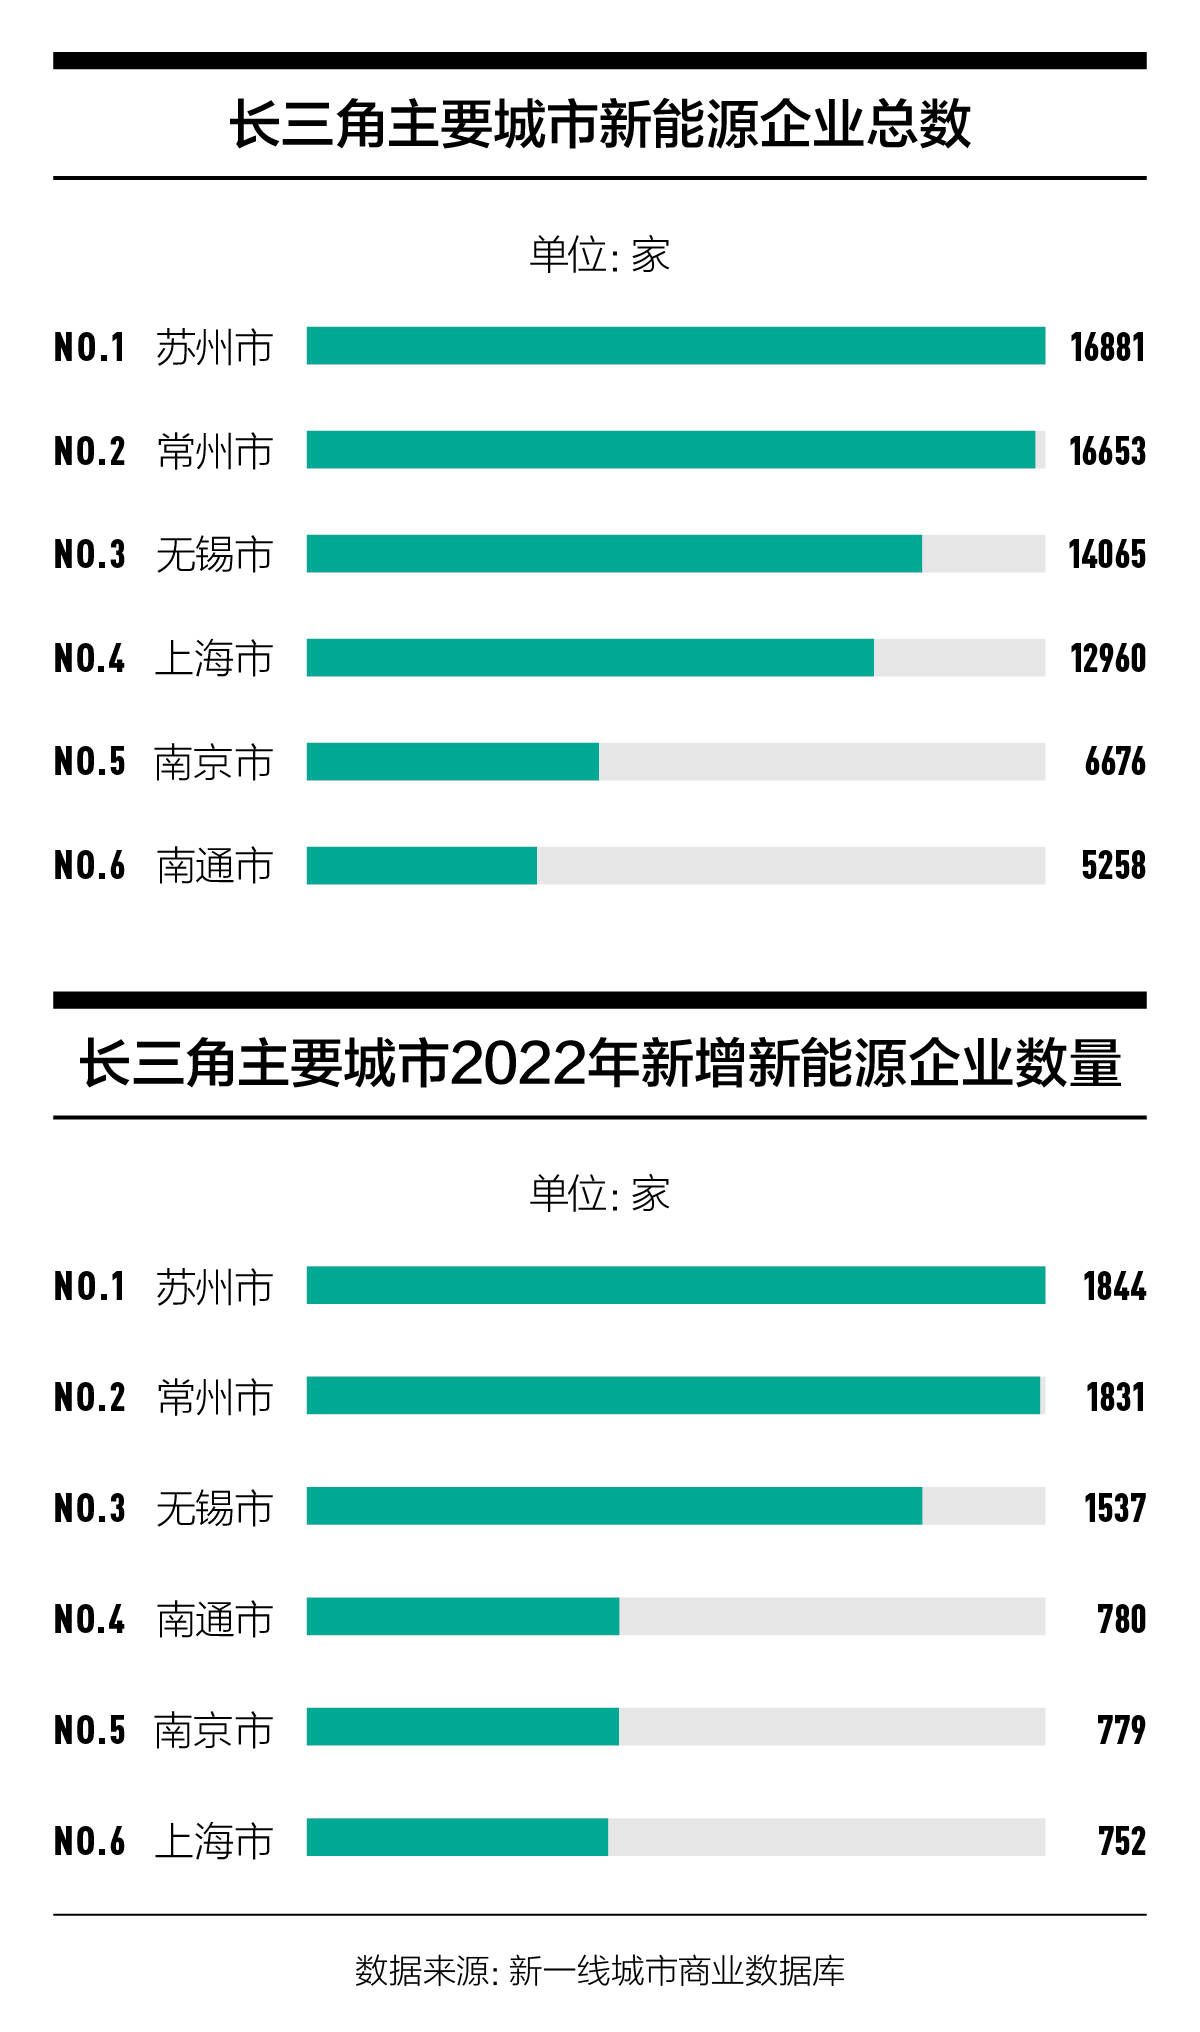 长三角主要城市新能源企业总数
单位: 家
NO.1 苏州市 16881
NO.2 常州市 16653
NO.3 无锡市 14065
NO.4 上海市 12960
NO.5 南京市 6676
NO.6 南通市 5258
长三角主要城市2022年新增新能源企业数量
单位: 家
NO.1 苏州市 1844
NO.2 常州市 1831
NO.3 无锡市 1537
NO.4 南通市 780
NO.5 南京市 779
NO.6 上海市 752
数据来源: 新一线城市商业数据库